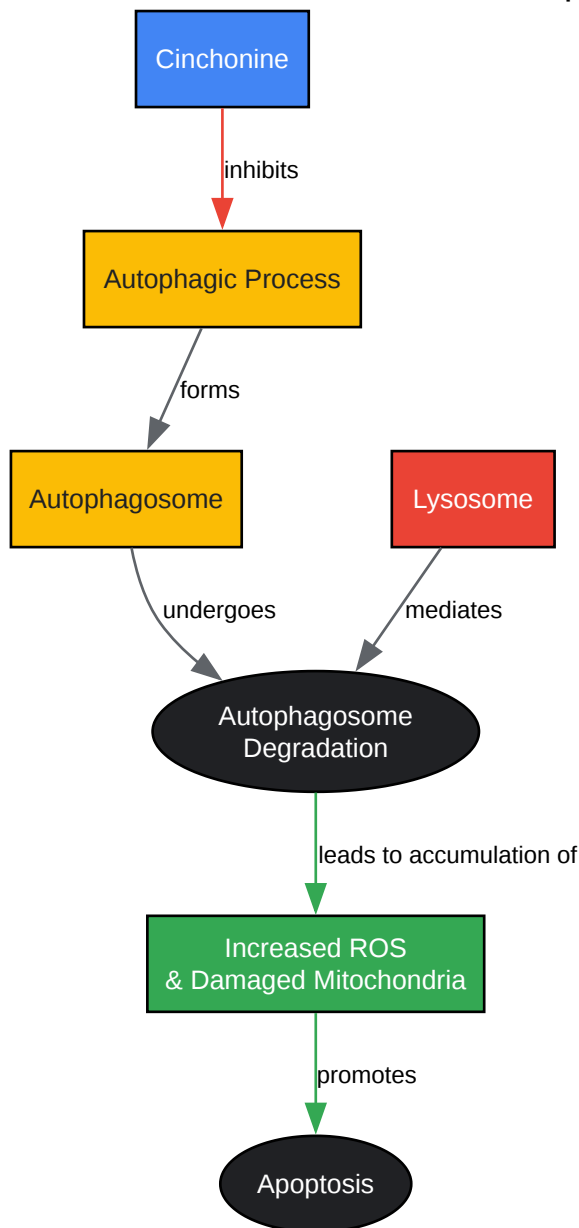 Cinchonine
inhibits
Autophagic Process
forms
Autophagosome
Lysosome
undergoes
mediates
Autophagosome
Degradation
leads to accumulation of
Increased ROS
& Damaged Mitochondria
promotes
Apoptosis